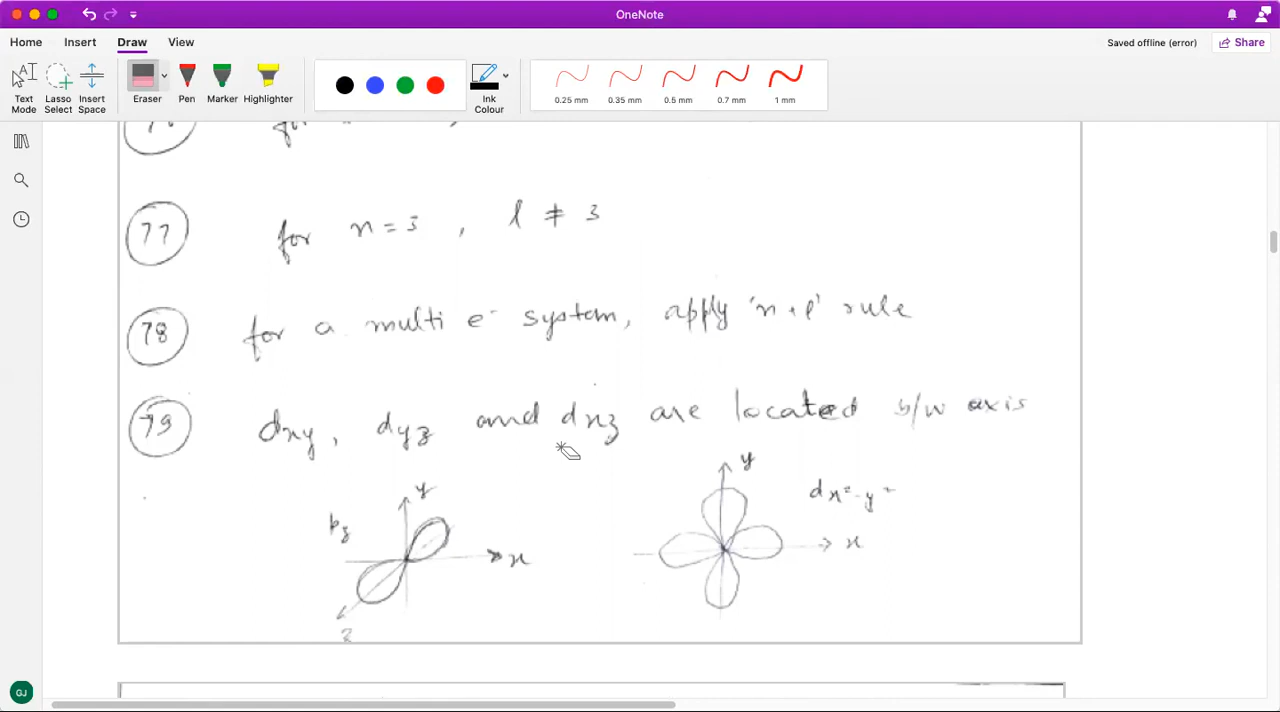 OneNote
Home Insert Draw View
Saved offline (error) Share
Text Mode
Lasso Select
Insert Space
Eraser
Pen
Marker
Highlighter
Ink Colour
0.25 mm
0.35 mm
0.5 mm
0.7 mm
1 mm
77 for n = 3 , l ≠ 3
78 for a multi e- system, apply 'n+l' rule
79 dxy, dyz and dxz are located b/w axis
y
pz
x
z
y
dx²-y²
x
GJ